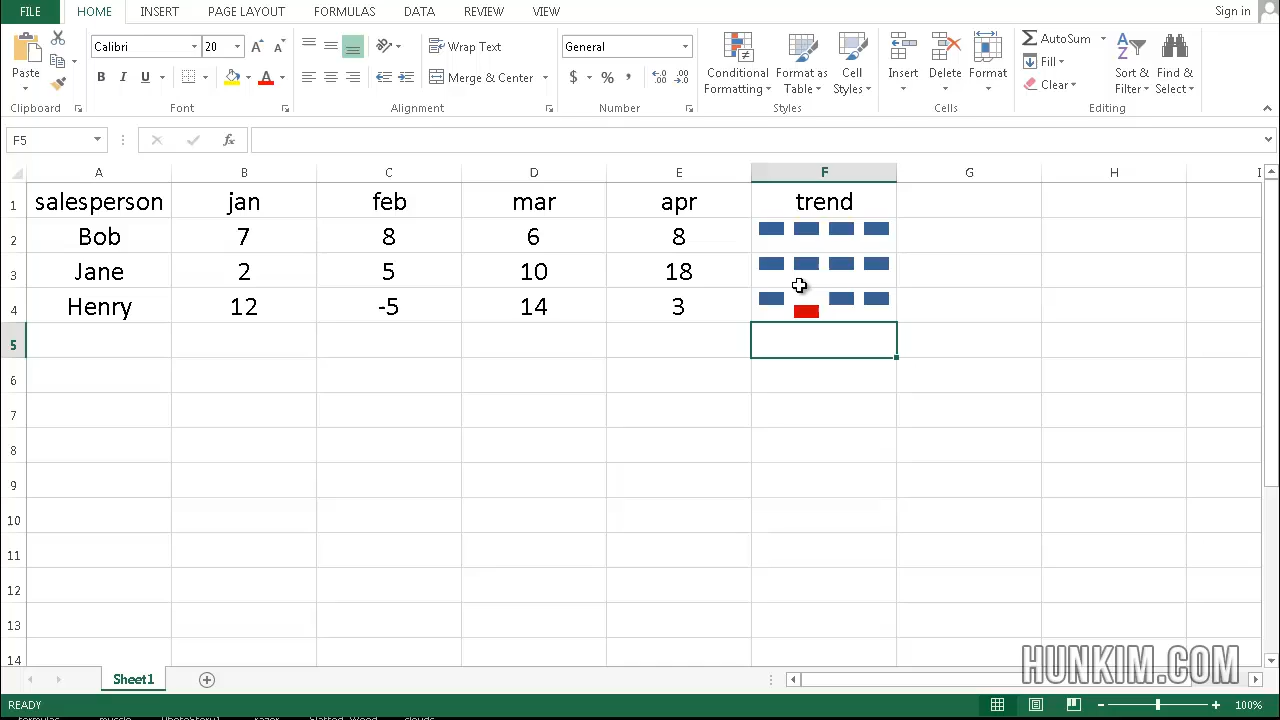 FILE HOME INSERT PAGE LAYOUT FORMULAS DATA REVIEW VIEW Sign in
Calibri 20 A A Wrap Text General AutoSum
Paste Conditional Format as Cell Insert Delete Format Fill Sort & Find &
B I U A Merge & Center $ % , Formatting Table Styles Clear Filter Select
Clipboard Font Alignment Number Styles Cells Editing
F5 fx
A B C D E F G H I
1 salesperson jan feb mar apr trend
2 Bob 7 8 6 8
3 Jane 2 5 10 18
4 Henry 12 -5 14 3
5
6
7
8
9
10
11
12
13
14
HUNKIM.COM
Sheet1
READY 100%